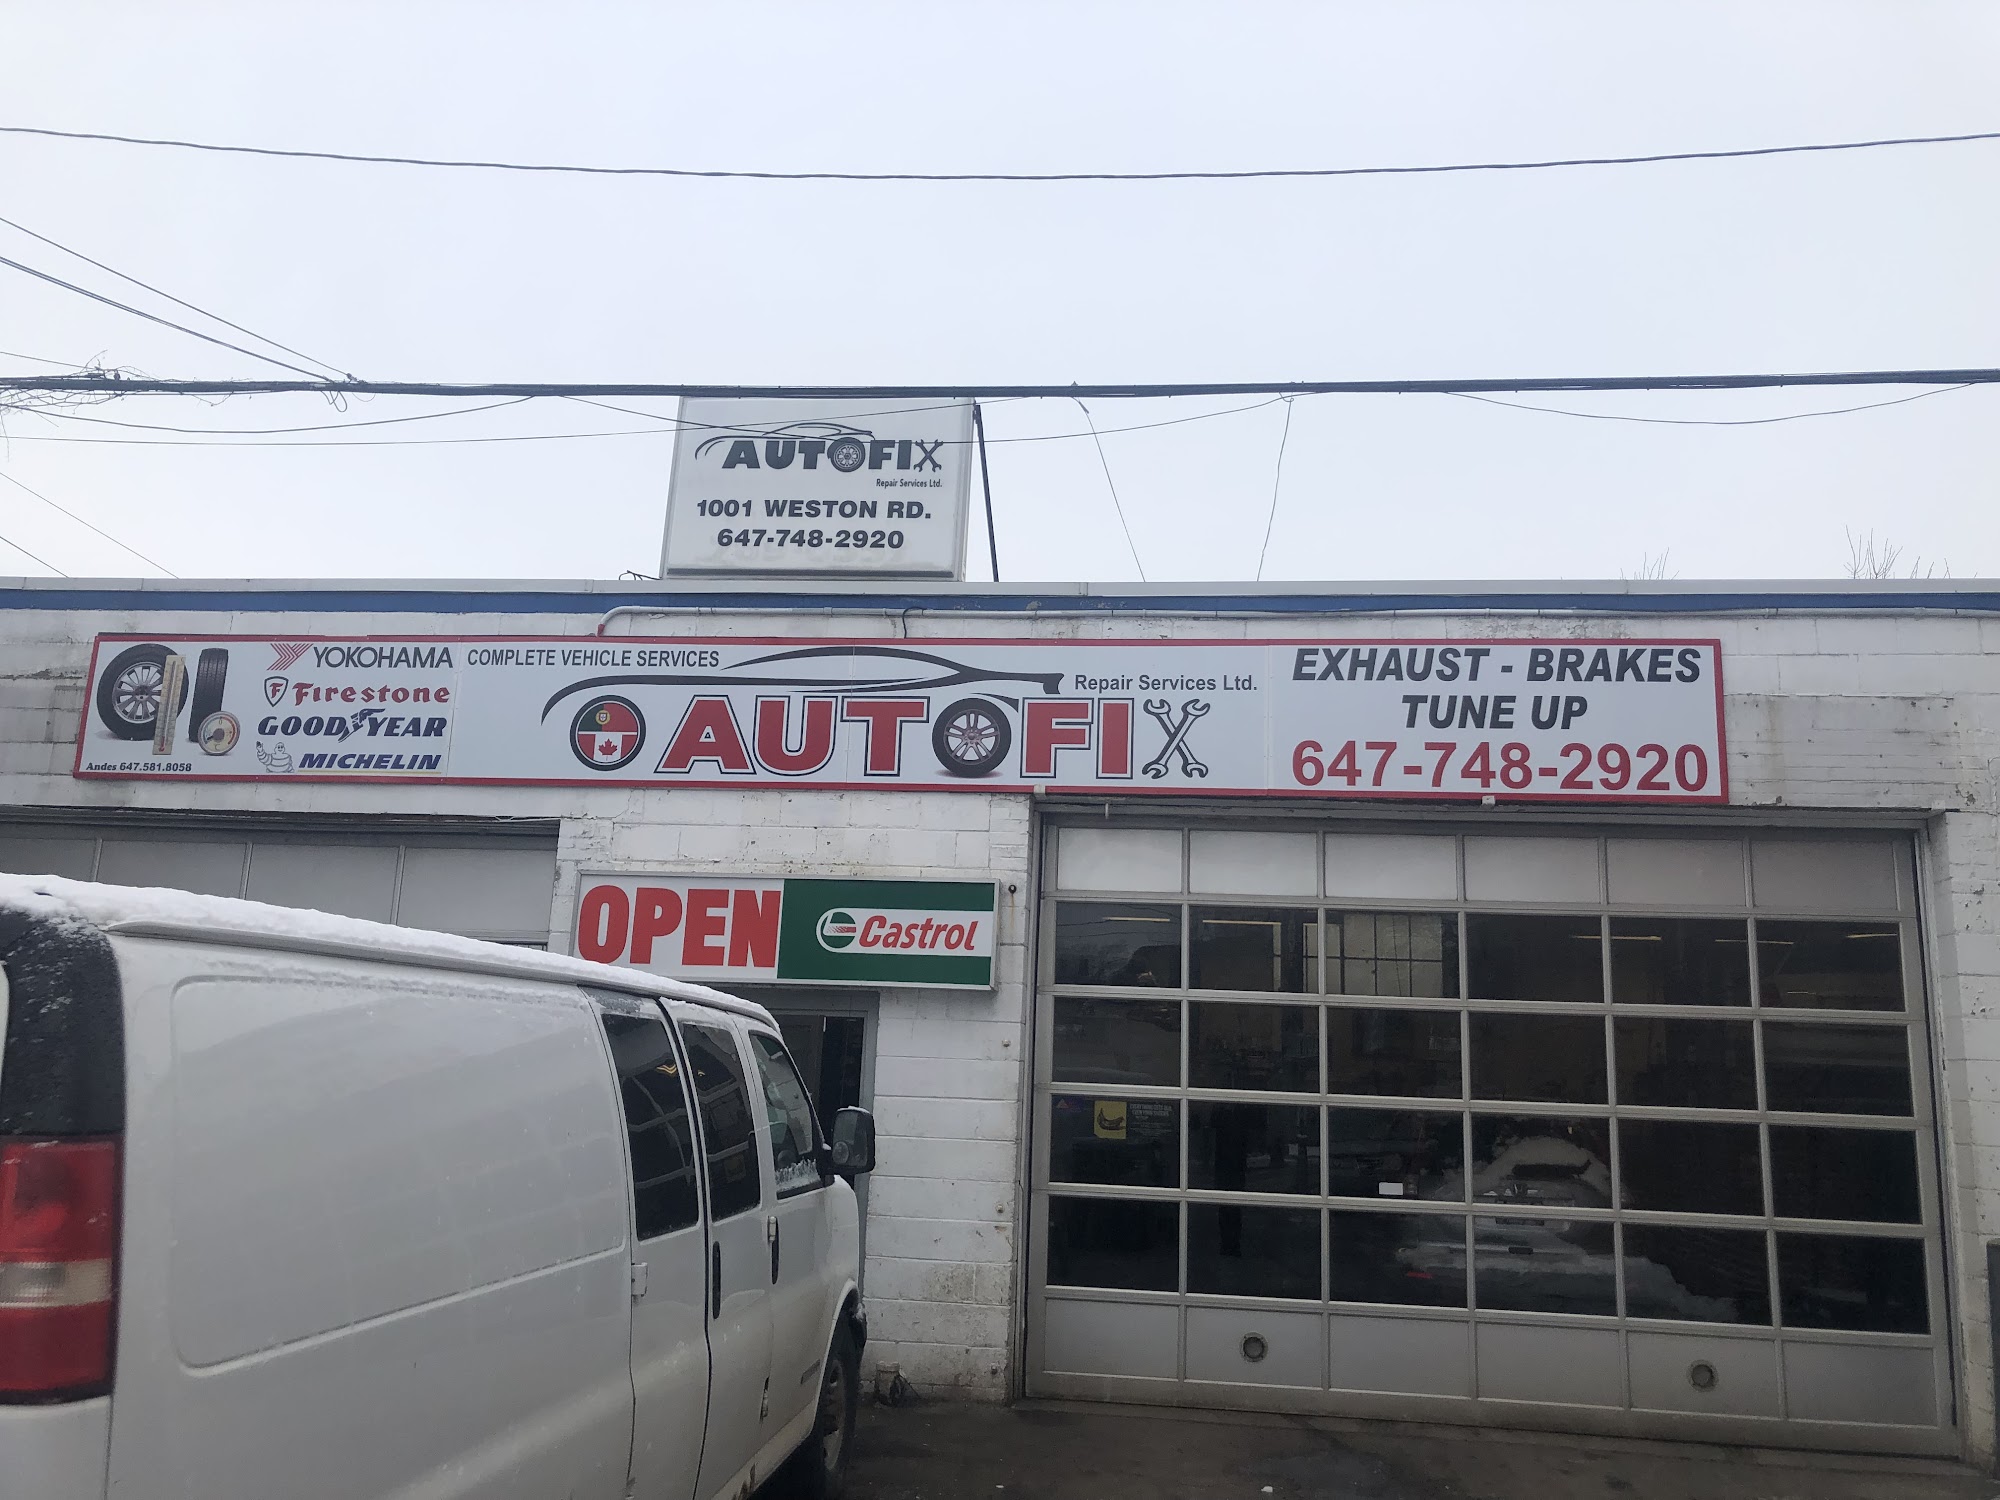 AUTOFIX
Repair Services Ltd.
1001 WESTON RD.
647-748-2920
YOKOHAMA
Firestone
GOODYEAR
MICHELIN
Andes 647.581.8058
COMPLETE VEHICLE SERVICES
Repair Services Ltd.
AUTOFIX
EXHAUST - BRAKES
TUNE UP
647-748-2920
OPEN
Castrol